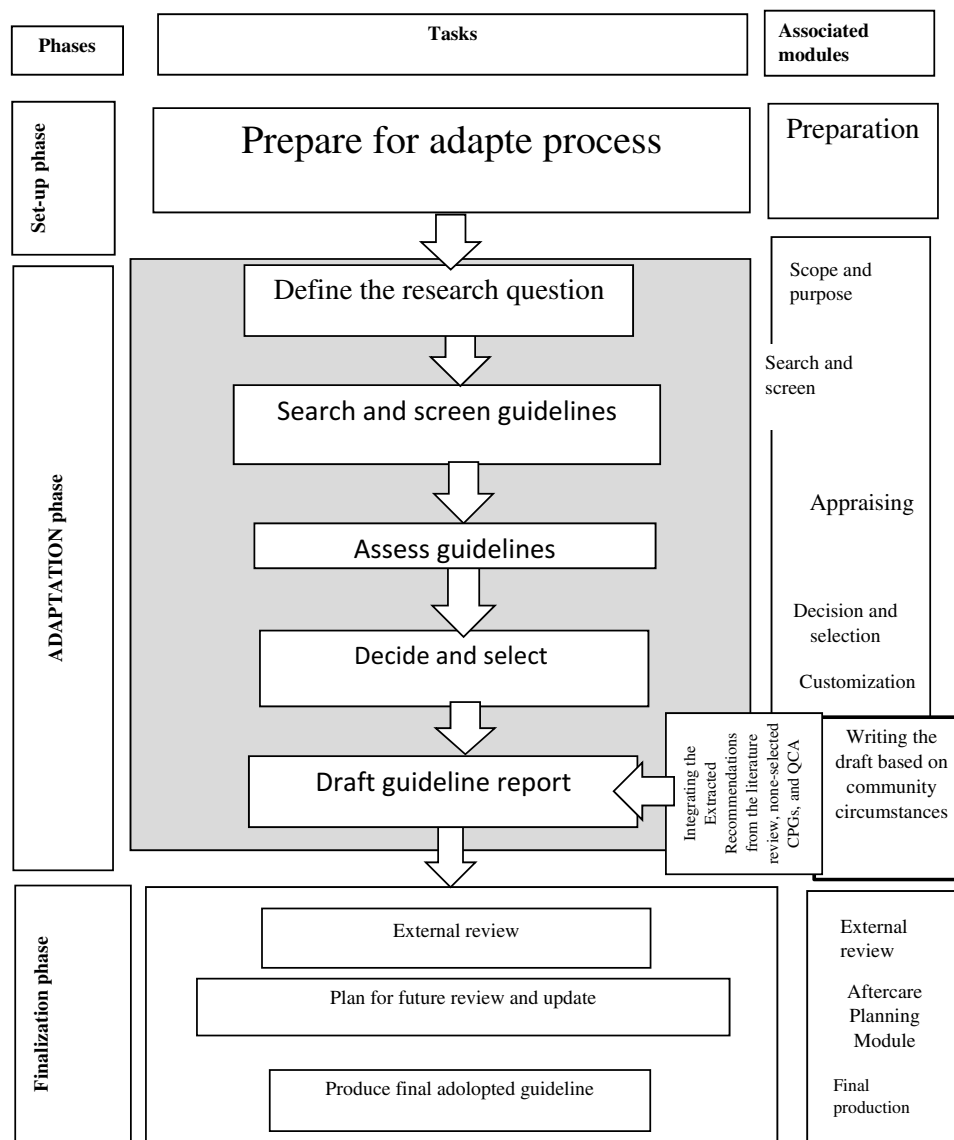 Phases
Tasks
Associated
modules
Set-up phase
Prepare for adapte process
Preparation
ADAPTATION phase
Define the research question
Scope and
purpose
Search and screen guidelines
Search and
screen
Assess guidelines
Appraising
Decide and select
Decision and
selection
Customization
Draft guideline report
Integrating the
Extracted
Recommendations
from the literature
review, none-selected
CPGs, and QCA
Writing the
draft based on
community
circumstances
Finalization phase
External review
Plan for future review and update
Produce final adolopted guideline
External
review
Aftercare
Planning
Module
Final
production